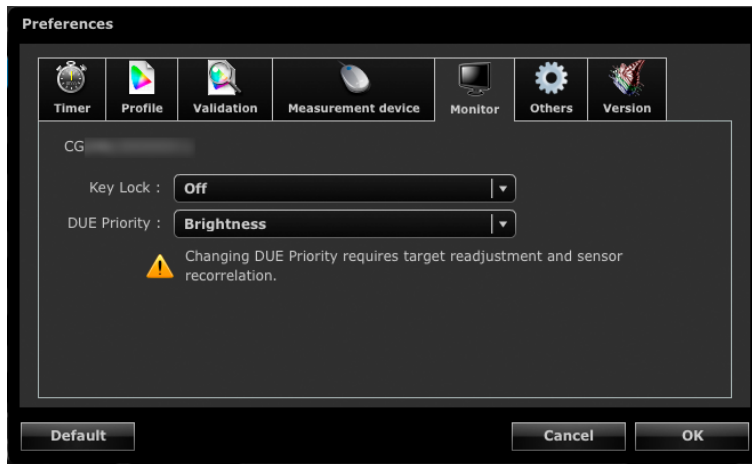 Preferences
Timer
Profile
Validation
Measurement device
Monitor
Others
Version
CG
Key Lock : Off
DUE Priority : Brightness
Changing DUE Priority requires target readjustment and sensor
recorrelation.
Default
Cancel
OK